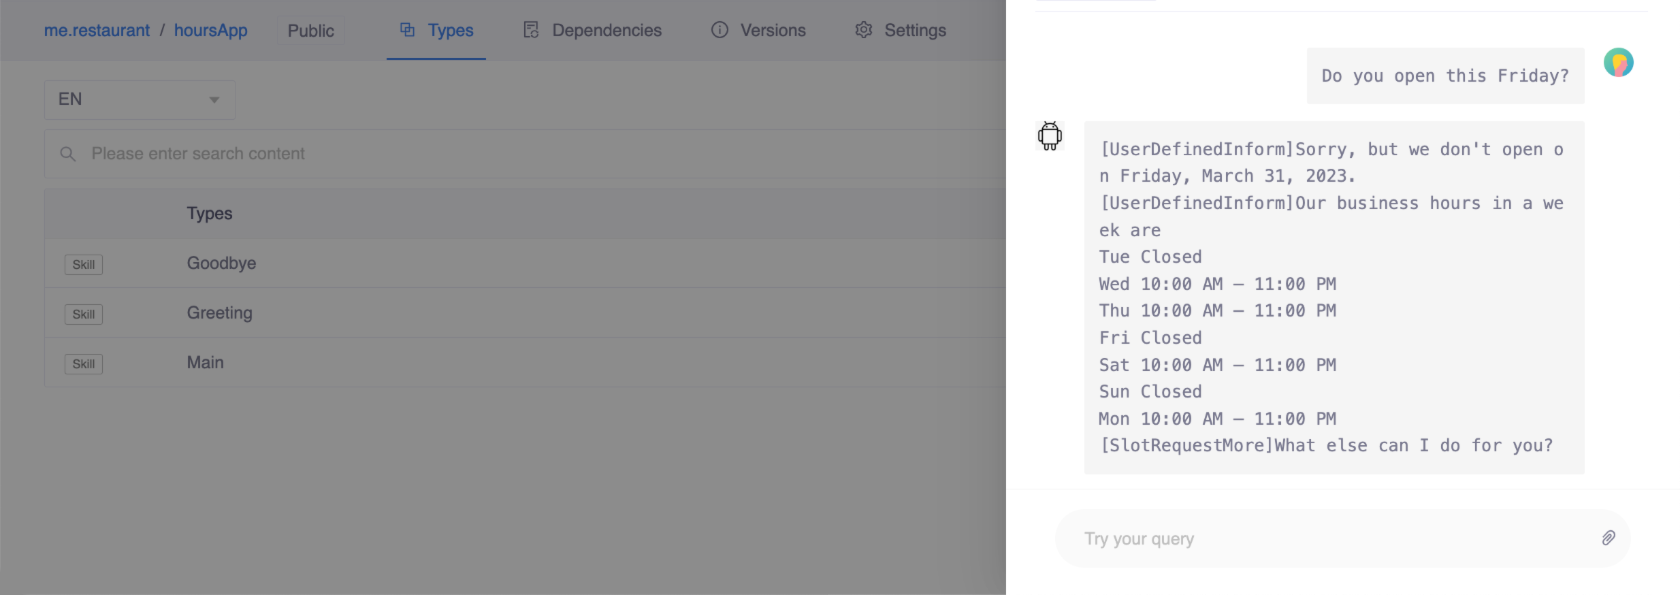 me.restaurant / hoursApp Public Types Dependencies Versions Settings
EN
Please enter search content
Types
Skill Goodbye
Skill Greeting
Skill Main
Do you open this Friday?
[UserDefinedInform]Sorry, but we don't open o
n Friday, March 31, 2023.
[UserDefinedInform]Our business hours in a we
ek are
Tue Closed
Wed 10:00 AM – 11:00 PM
Thu 10:00 AM – 11:00 PM
Fri Closed
Sat 10:00 AM – 11:00 PM
Sun Closed
Mon 10:00 AM – 11:00 PM
[SlotRequestMore]What else can I do for you?
Try your query